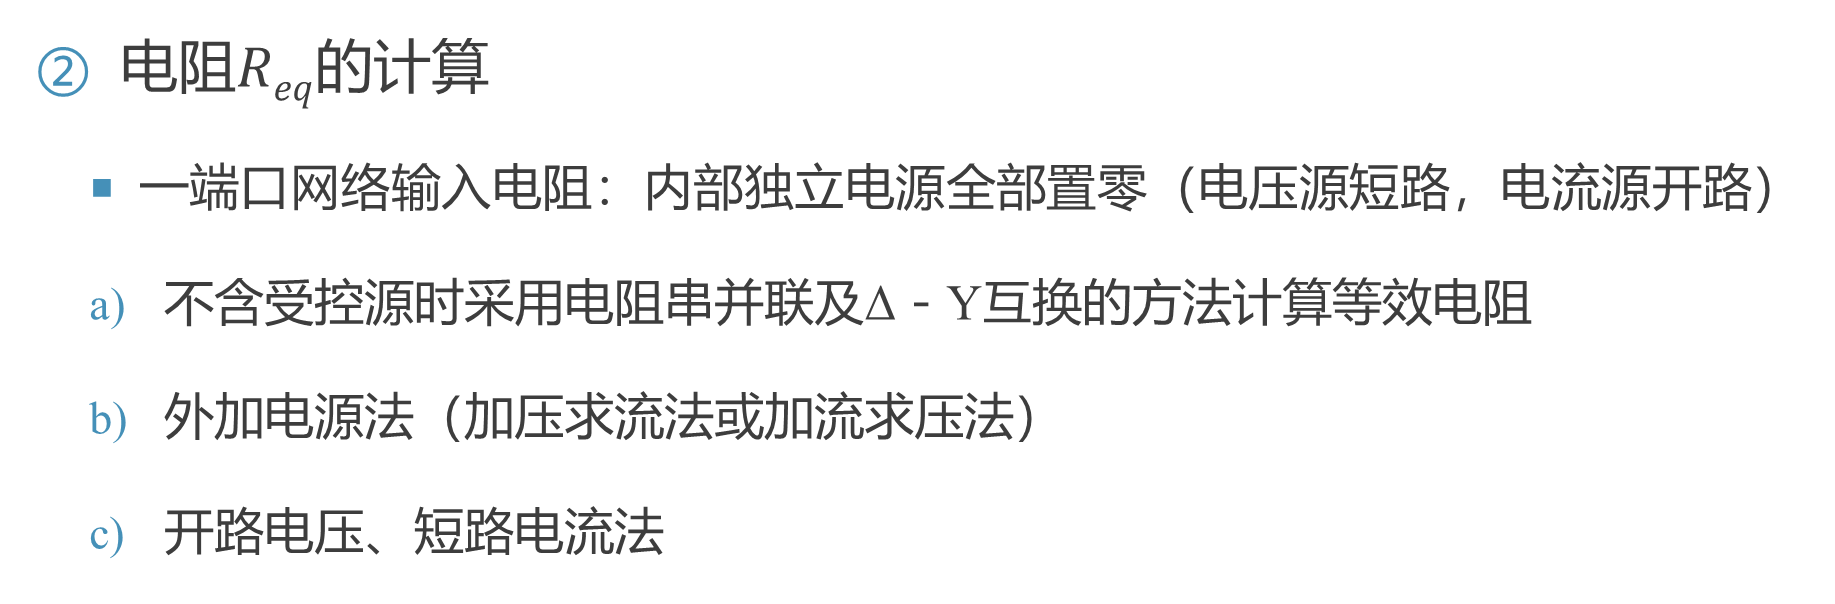 ② 电阻R_eq的计算
▪ 一端口网络输入电阻：内部独立电源全部置零（电压源短路，电流源开路）
a) 不含受控源时采用电阻串并联及Δ - Y互换的方法计算等效电阻
b) 外加电源法（加压求流法或加流求压法）
c) 开路电压、短路电流法